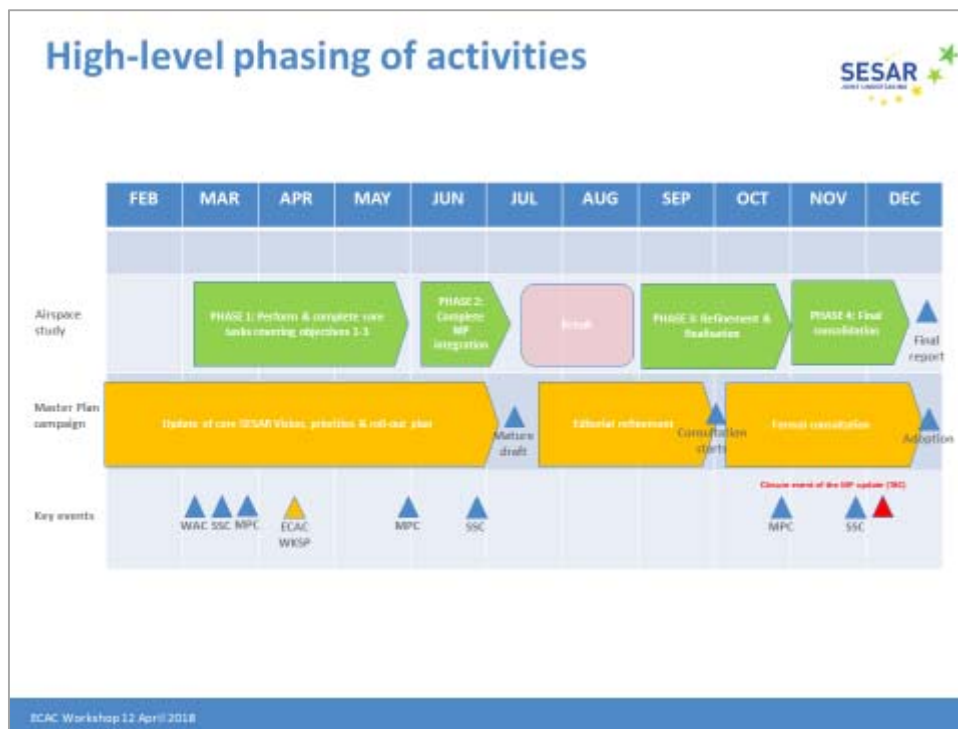 High-level phasing of activities
SESAR
JOINT UNDERTAKING
FEB MAR APR MAY JUN JUL AUG SEP OCT NOV DEC
Airspace
study
PHASE 1: Perform & complete core
tasks covering objectives 1-3
PHASE 2:
Complete
MP
integration
PHASE 3: Refinement &
finalisation
PHASE 4: Final
consolidation
Final
report
Master Plan
campaign
Update of core SESAR Vision, priorities & roll-out plan
Mature
draft
Editorial refinement
Consultation
starts
Formal consultation
Adoption
Closure event of the MP update (TBC)
Key events
WAC SSC MPC
ECAC
WKSP
MPC
SSC
MPC
SSC
ECAC Workshop 12 April 2018